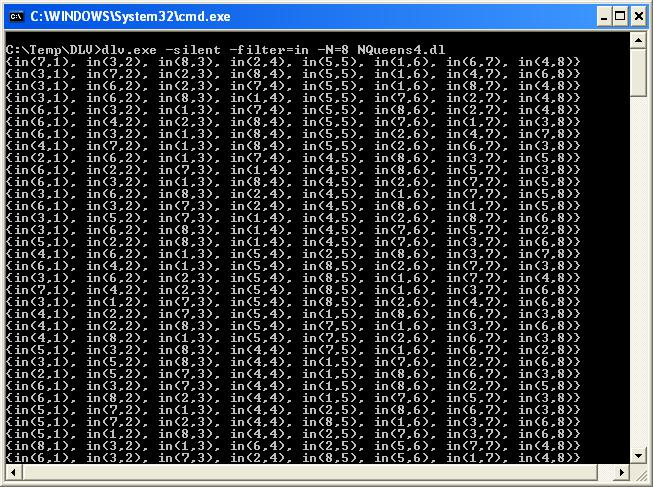 C:\WINDOWS\System32\cmd.exe
C:\Temp\DLV>dlv.exe -silent -filter=in -N=8 NQueens4.dl
{in(7,1), in(3,2), in(8,3), in(2,4), in(5,5), in(1,6), in(6,7), in(4,8)}
{in(3,1), in(7,2), in(2,3), in(8,4), in(5,5), in(1,6), in(4,7), in(6,8)}
{in(3,1), in(6,2), in(2,3), in(7,4), in(5,5), in(1,6), in(8,7), in(4,8)}
{in(3,1), in(6,2), in(8,3), in(1,4), in(5,5), in(7,6), in(2,7), in(4,8)}
{in(6,1), in(3,2), in(1,3), in(7,4), in(5,5), in(8,6), in(2,7), in(4,8)}
{in(6,1), in(4,2), in(2,3), in(8,4), in(5,5), in(7,6), in(1,7), in(3,8)}
{in(6,1), in(3,2), in(1,3), in(8,4), in(5,5), in(2,6), in(4,7), in(7,8)}
{in(4,1), in(7,2), in(1,3), in(8,4), in(5,5), in(2,6), in(6,7), in(3,8)}
{in(2,1), in(6,2), in(1,3), in(7,4), in(4,5), in(8,6), in(3,7), in(5,8)}
{in(6,1), in(2,2), in(7,3), in(1,4), in(4,5), in(8,6), in(5,7), in(3,8)}
{in(6,1), in(3,2), in(1,3), in(8,4), in(4,5), in(2,6), in(7,7), in(5,8)}
{in(3,1), in(6,2), in(8,3), in(2,4), in(4,5), in(1,6), in(7,7), in(5,8)}
{in(6,1), in(3,2), in(7,3), in(2,4), in(4,5), in(8,6), in(1,7), in(5,8)}
{in(3,1), in(5,2), in(7,3), in(1,4), in(4,5), in(2,6), in(8,7), in(6,8)}
{in(3,1), in(6,2), in(8,3), in(1,4), in(4,5), in(7,6), in(5,7), in(2,8)}
{in(5,1), in(2,2), in(8,3), in(1,4), in(4,5), in(7,6), in(3,7), in(6,8)}
{in(4,1), in(6,2), in(1,3), in(5,4), in(2,5), in(8,6), in(3,7), in(7,8)}
{in(6,1), in(4,2), in(1,3), in(5,4), in(8,5), in(2,6), in(7,7), in(3,8)}
{in(3,1), in(6,2), in(2,3), in(5,4), in(8,5), in(1,6), in(7,7), in(4,8)}
{in(7,1), in(4,2), in(2,3), in(5,4), in(8,5), in(1,6), in(3,7), in(6,8)}
{in(3,1), in(1,2), in(7,3), in(5,4), in(8,5), in(2,6), in(4,7), in(6,8)}
{in(4,1), in(2,2), in(7,3), in(5,4), in(1,5), in(8,6), in(6,7), in(3,8)}
{in(4,1), in(2,2), in(8,3), in(5,4), in(7,5), in(1,6), in(3,7), in(6,8)}
{in(4,1), in(8,2), in(1,3), in(5,4), in(7,5), in(2,6), in(6,7), in(3,8)}
{in(5,1), in(3,2), in(8,3), in(4,4), in(7,5), in(1,6), in(6,7), in(2,8)}
{in(3,1), in(5,2), in(8,3), in(4,4), in(1,5), in(7,6), in(2,7), in(6,8)}
{in(2,1), in(5,2), in(7,3), in(4,4), in(1,5), in(8,6), in(6,7), in(3,8)}
{in(6,1), in(3,2), in(7,3), in(4,4), in(1,5), in(8,6), in(2,7), in(5,8)}
{in(6,1), in(8,2), in(2,3), in(4,4), in(1,5), in(7,6), in(5,7), in(3,8)}
{in(5,1), in(7,2), in(1,3), in(4,4), in(2,5), in(8,6), in(6,7), in(3,8)}
{in(5,1), in(7,2), in(2,3), in(4,4), in(8,5), in(1,6), in(3,7), in(6,8)}
{in(5,1), in(1,2), in(8,3), in(4,4), in(2,5), in(7,6), in(3,7), in(6,8)}
{in(8,1), in(3,2), in(1,3), in(6,4), in(2,5), in(5,6), in(7,7), in(4,8)}
{in(6,1), in(3,2), in(7,3), in(2,4), in(8,5), in(5,6), in(1,7), in(4,8)}